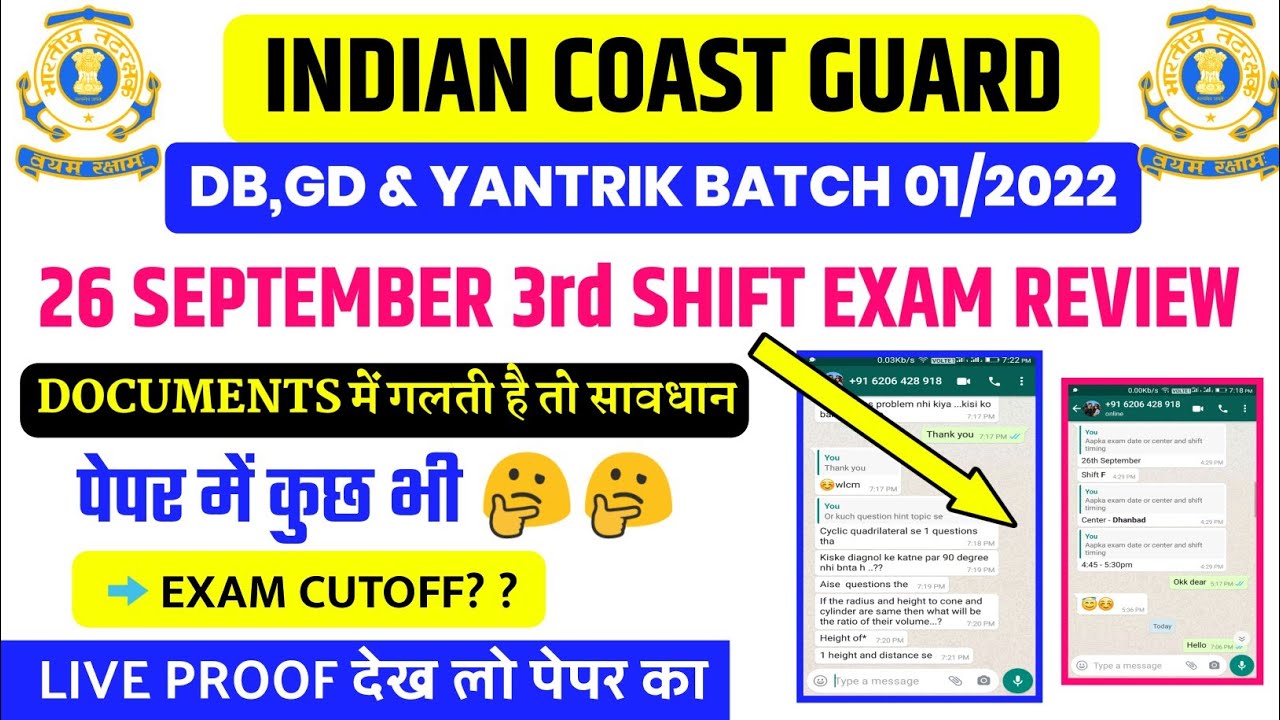 INDIAN COAST GUARD
भारतीय तटरक्षक
वयम रक्षामः
भारतीय तटरक्षक
वयम रक्षामः
DB,GD & YANTRIK BATCH 01/2022
26 SEPTEMBER 3rd SHIFT EXAM REVIEW
DOCUMENTS में गलती है तो सावधान
पेपर में कुछ भी
EXAM CUTOFF? ?
LIVE PROOF देख लो पेपर का
0.03Kb/s VOLTE 7:22 PM
+91 6206 428 918
problem nhi kiya ...kisi ko
7:17 PM
Thank you 7:17 PM
You
Thank you
wlcm 7:17 PM
You
Or kuch question hint topic se
Cyclic quadrilateral se 1 questions
tha 7:18 PM
Kiske diagnol ke katne par 90 degree
nhi bnta h ..?? 7:19 PM
Aise questions the 7:19 PM
If the radius and height to cone and
cylinder are same then what will be
the ratio of their volume...? 7:20 PM
Height of* 7:20 PM
1 height and distance se 7:21 PM
Type a message
0.00Kb/s VOLTE 7:18 PM
+91 6206 428 918
online
You
Aapka exam date or center and shift
timing
26th September 4:29 PM
Shift F 4:29 PM
You
Aapka exam date or center and shift
timing
Center - Dhanbad 4:29 PM
You
Aapka exam date or center and shift
timing
4:45 - 5:30pm 4:29 PM
Okk dear 5:17 PM
5:36 PM
Today
Hello 7:06 PM
Type a message